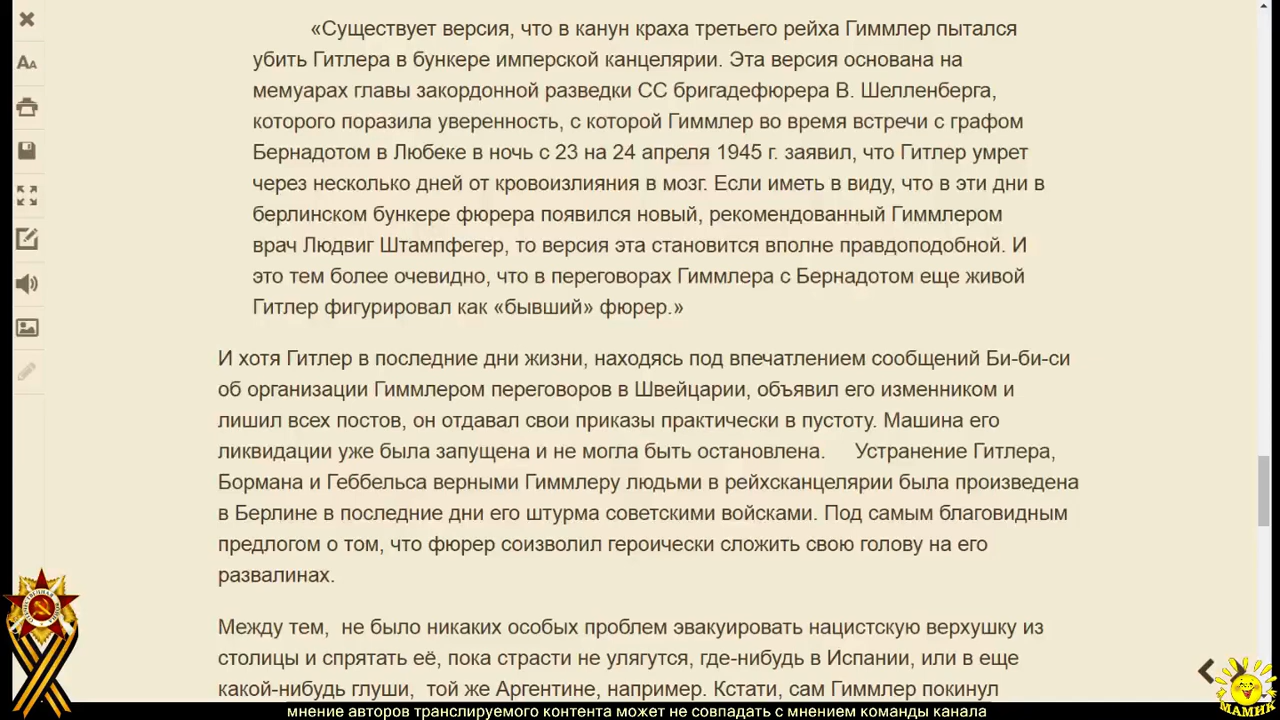 «Существует версия, что в канун краха третьего рейха Гиммлер пытался
убить Гитлера в бункере имперской канцелярии. Эта версия основана на
мемуарах главы закордонной разведки СС бригадефюрера В. Шелленберга,
которого поразила уверенность, с которой Гиммлер во время встречи с графом
Бернадотом в Любеке в ночь с 23 на 24 апреля 1945 г. заявил, что Гитлер умрет
через несколько дней от кровоизлияния в мозг. Если иметь в виду, что в эти дни в
берлинском бункере фюрера появился новый, рекомендованный Гиммлером
врач Людвиг Штампфегер, то версия эта становится вполне правдоподобной. И
это тем более очевидно, что в переговорах Гиммлера с Бернадотом еще живой
Гитлер фигурировал как «бывший» фюрер.»
И хотя Гитлер в последние дни жизни, находясь под впечатлением сообщений Би-би-си
об организации Гиммлером переговоров в Швейцарии, объявил его изменником и
лишил всех постов, он отдавал свои приказы практически в пустоту. Машина его
ликвидации уже была запущена и не могла быть остановлена. Устранение Гитлера,
Бормана и Геббельса верными Гиммлеру людьми в рейхсканцелярии была произведена
в Берлине в последние дни его штурма советскими войсками. Под самым благовидным
предлогом о том, что фюрер соизволил героически сложить свою голову на его
развалинах.
Между тем, не было никаких особых проблем эвакуировать нацистскую верхушку из
столицы и спрятать её, пока страсти не улягутся, где-нибудь в Испании, или в еще
какой-нибудь глуши, той же Аргентине, например. Кстати, сам Гиммлер покинул
мнение авторов транслируемого контента может не совпадать с мнением команды канала
МАМИК